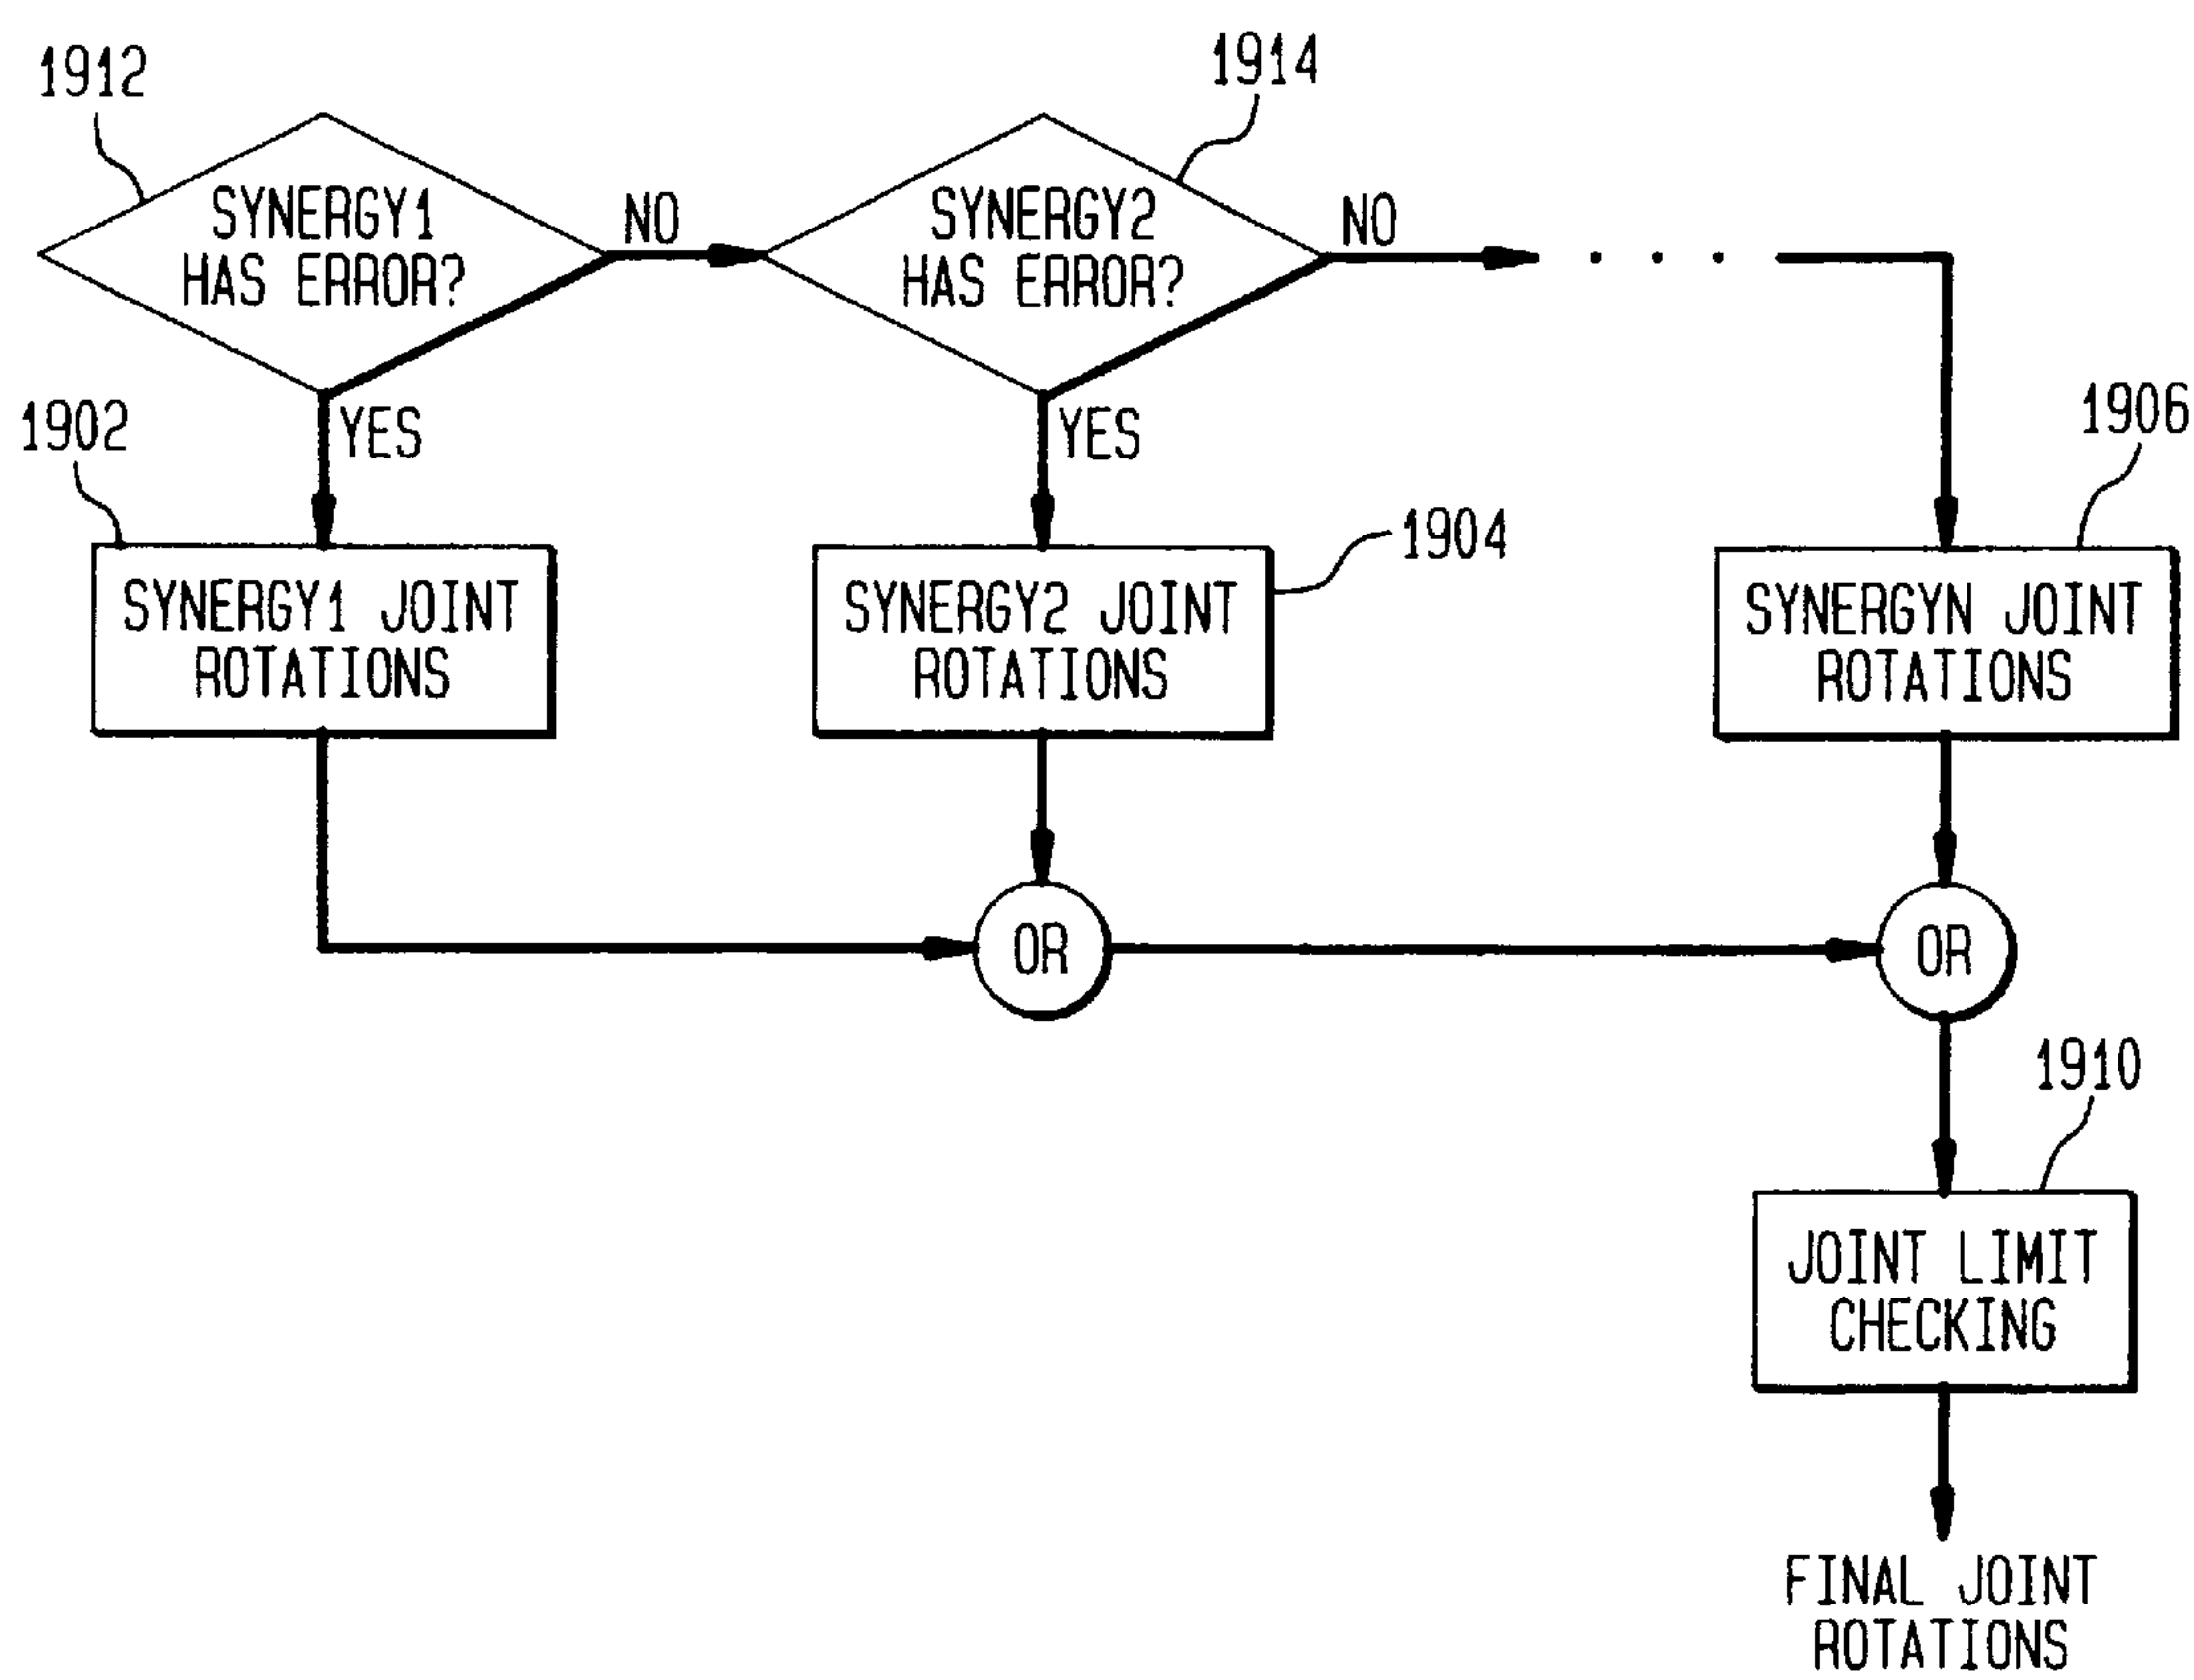 1912
1914
SYNERGY1
HAS ERROR?
NO
SYNERGY2
HAS ERROR?
NO
. . .
1902
YES
YES
1906
1904
SYNERGY1 JOINT
ROTATIONS
SYNERGY2 JOINT
ROTATIONS
SYNERGYN JOINT
ROTATIONS
OR
OR
1910
JOINT LIMIT
CHECKING
FINAL JOINT
ROTATIONS